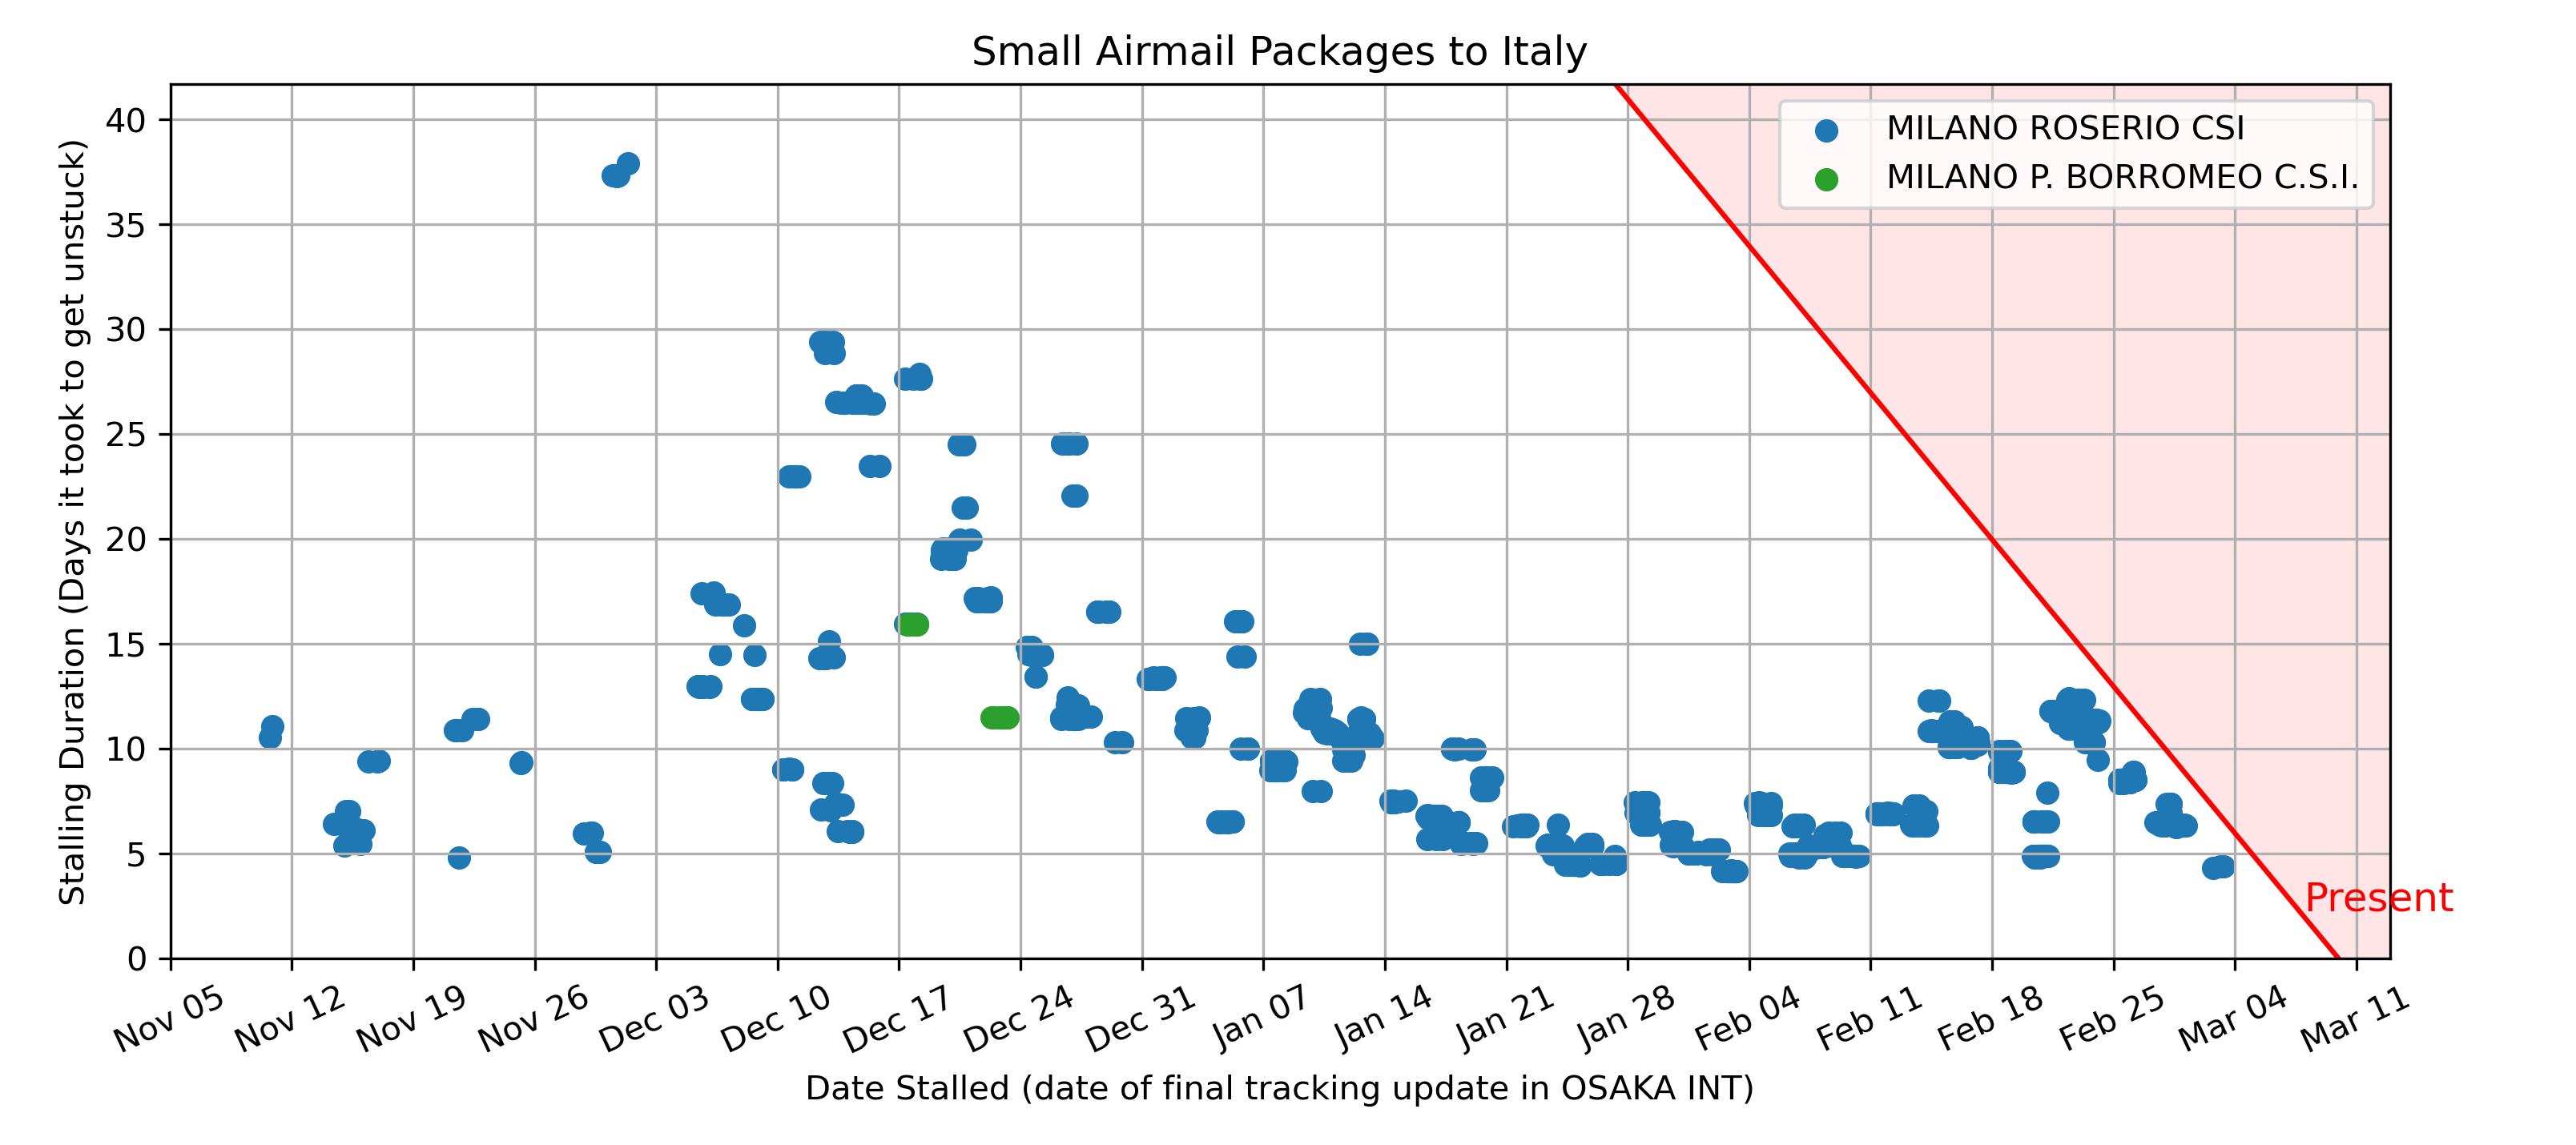 Small Airmail Packages to Italy
MILANO ROSERIO CSI
MILANO P. BORROMEO C.S.I.
Stalling Duration (Days it took to get unstuck)
40
35
30
25
20
15
10
5
0
Present
Nov 05
Nov 12
Nov 19
Nov 26
Dec 03
Dec 10
Dec 17
Dec 24
Dec 31
Jan 07
Jan 14
Jan 21
Jan 28
Feb 04
Feb 11
Feb 18
Feb 25
Mar 04
Mar 11
Date Stalled (date of final tracking update in OSAKA INT)